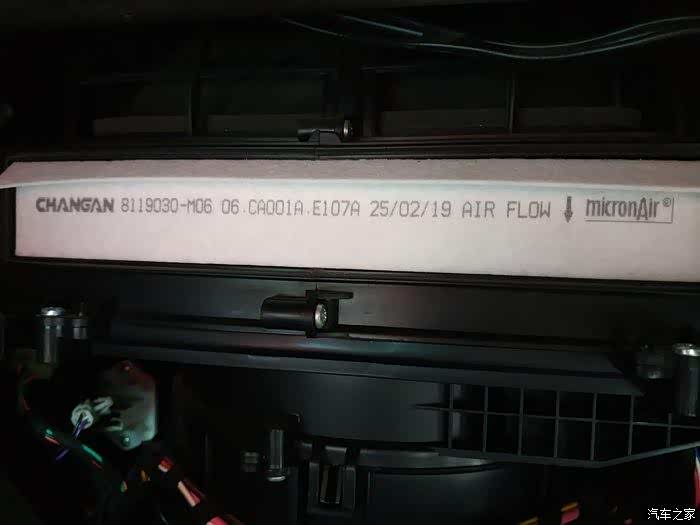 CHANGAN 8119030-M06 06.CA001A.E107A 25/02/19 AIR FLOW micronAir©
汽车之家